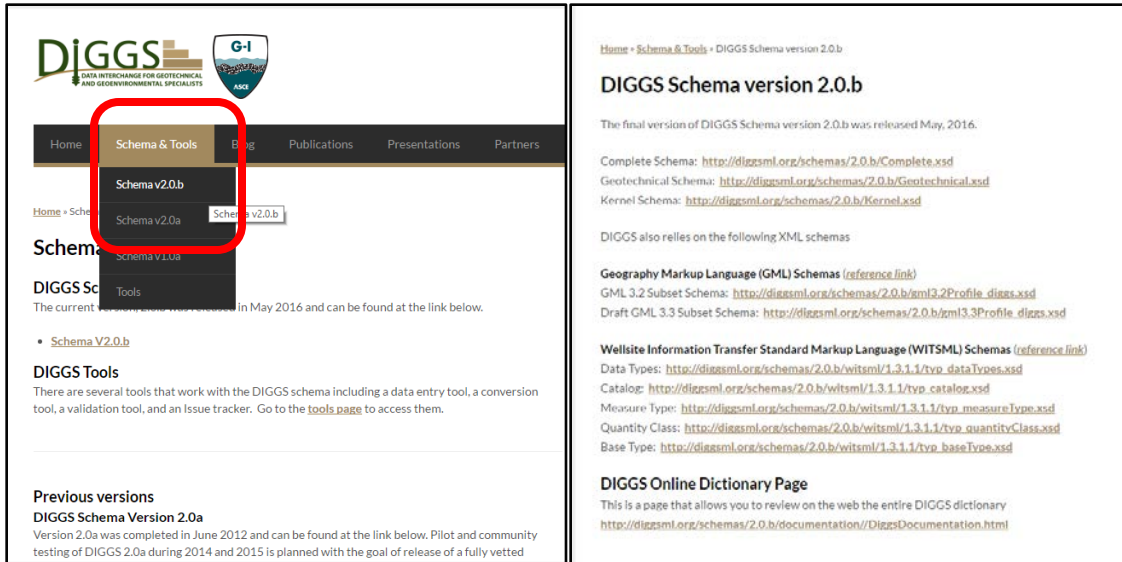 DIGGS
DATA INTERCHANGE FOR GEOTECHNICAL
AND GEOENVIRONMENTAL SPECIALISTS
G-I
ASCE
Home Schema & Tools Blog Publications Presentations Partners
Schema v2.0.b
Schema v2.0a
Schema v1.0a
Tools
Schema v2.0.b
Home » Sche
Schema
DIGGS Sc
The current version, 2.0.b was released in May 2016 and can be found at the link below.
• Schema V2.0.b
DIGGS Tools
There are several tools that work with the DIGGS schema including a data entry tool, a conversion
tool, a validation tool, and an Issue tracker. Go to the tools page to access them.
Previous versions
DIGGS Schema Version 2.0a
Version 2.0a was completed in June 2012 and can be found at the link below. Pilot and community
testing of DIGGS 2.0a during 2014 and 2015 is planned with the goal of release of a fully vetted
Home » Schema & Tools » DIGGS Schema version 2.0.b
DIGGS Schema version 2.0.b
The final version of DIGGS Schema version 2.0.b was released May, 2016.
Complete Schema: http://diggsml.org/schemas/2.0.b/Complete.xsd
Geotechnical Schema: http://diggsml.org/schemas/2.0.b/Geotechnical.xsd
Kernel Schema: http://diggsml.org/schemas/2.0.b/Kernel.xsd
DIGGS also relies on the following XML schemas
Geography Markup Language (GML) Schemas (reference link)
GML 3.2 Subset Schema: http://diggsml.org/schemas/2.0.b/gml3.2Profile_diggs.xsd
Draft GML 3.3 Subset Schema: http://diggsml.org/schemas/2.0.b/gml3.3Profile_diggs.xsd
Wellsite Information Transfer Standard Markup Language (WITSML) Schemas (reference link)
Data Types: http://diggsml.org/schemas/2.0.b/witsml/1.3.1.1/typ_dataTypes.xsd
Catalog: http://diggsml.org/schemas/2.0.b/witsml/1.3.1.1/typ_catalog.xsd
Measure Type: http://diggsml.org/schemas/2.0.b/witsml/1.3.1.1/typ_measureType.xsd
Quantity Class: http://diggsml.org/schemas/2.0.b/witsml/1.3.1.1/typ_quantityClass.xsd
Base Type: http://diggsml.org/schemas/2.0.b/witsml/1.3.1.1/typ_baseType.xsd
DIGGS Online Dictionary Page
This is a page that allows you to review on the web the entire DIGGS dictionary
http://diggsml.org/schemas/2.0.b/documentation//DiggsDocumentation.html